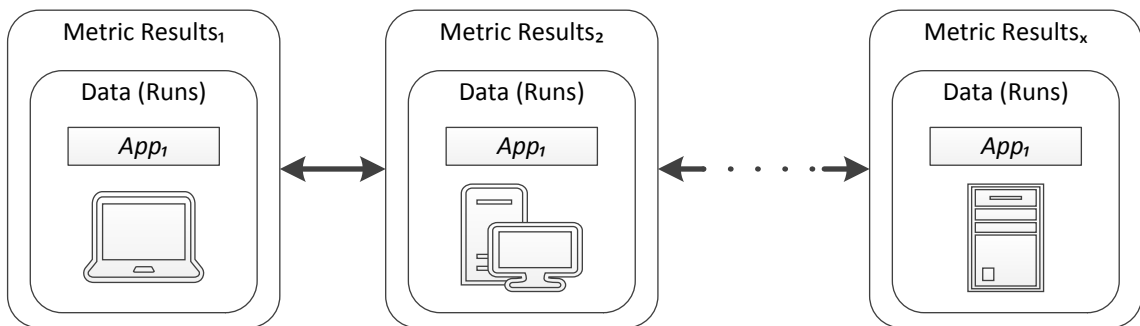 Metric Results₁
Data (Runs)
App₁
Metric Results₂
Data (Runs)
App₁
Metric Resultsₓ
Data (Runs)
App₁